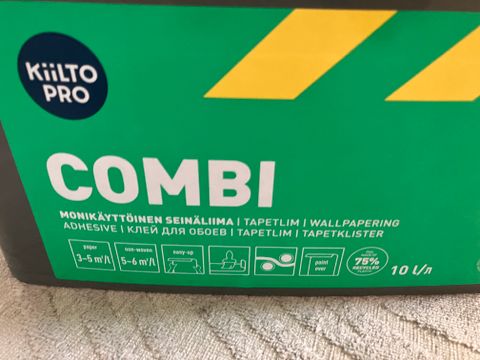 KiiLTO
PRO
COMBI
MONIKÄYTTÖINEN SEINÄLIIMA | TAPETLIM | WALLPAPERING
ADHESIVE | КЛЕЙ ДЛЯ ОБОЕВ | TAPETLIM | TAPETKLISTER
paper
3-5 m²/l
non-woven
5-6 m²/l
easy-up
paint
over
75%
RECYCLED
10 l/л